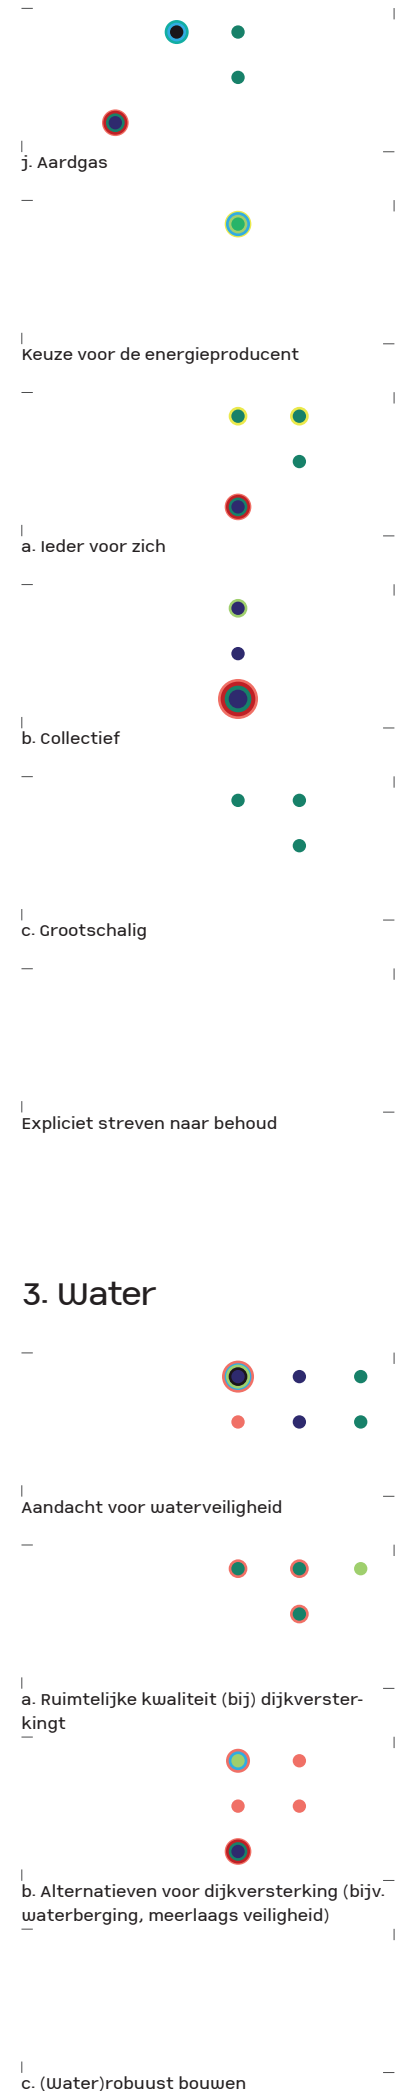 j. Aardgas
Keuze voor de energieproducent
a. Ieder voor zich
b. Collectief
c. Grootschalig
Expliciet streven naar behoud
3. Water
Aandacht voor waterveiligheid
a. Ruimtelijke kwaliteit (bij) dijkverster-
kingt
b. Alternatieven voor dijkversterking (bijv.
waterberging, meerlaags veiligheid)
c. (Water)robuust bouwen